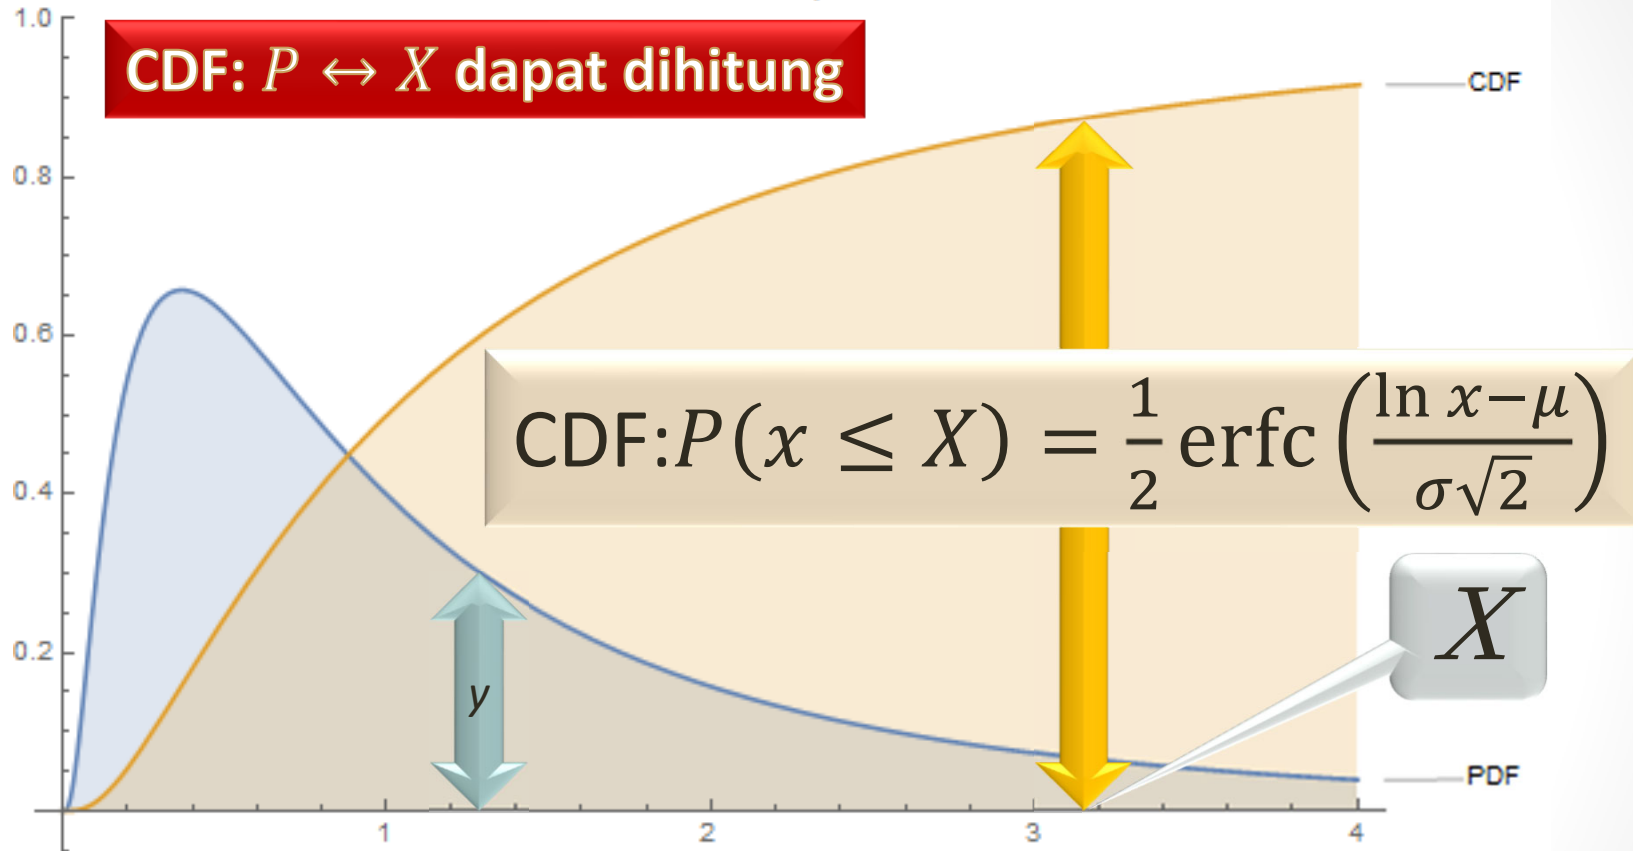 1.0
CDF: P ↔ X dapat dihitung
CDF
0.8
0.6
CDF:P(x ≤ X) = 1/2 erfc((ln x−μ)/(σ√2))
0.4
X
0.2
y
PDF
1 2 3 4